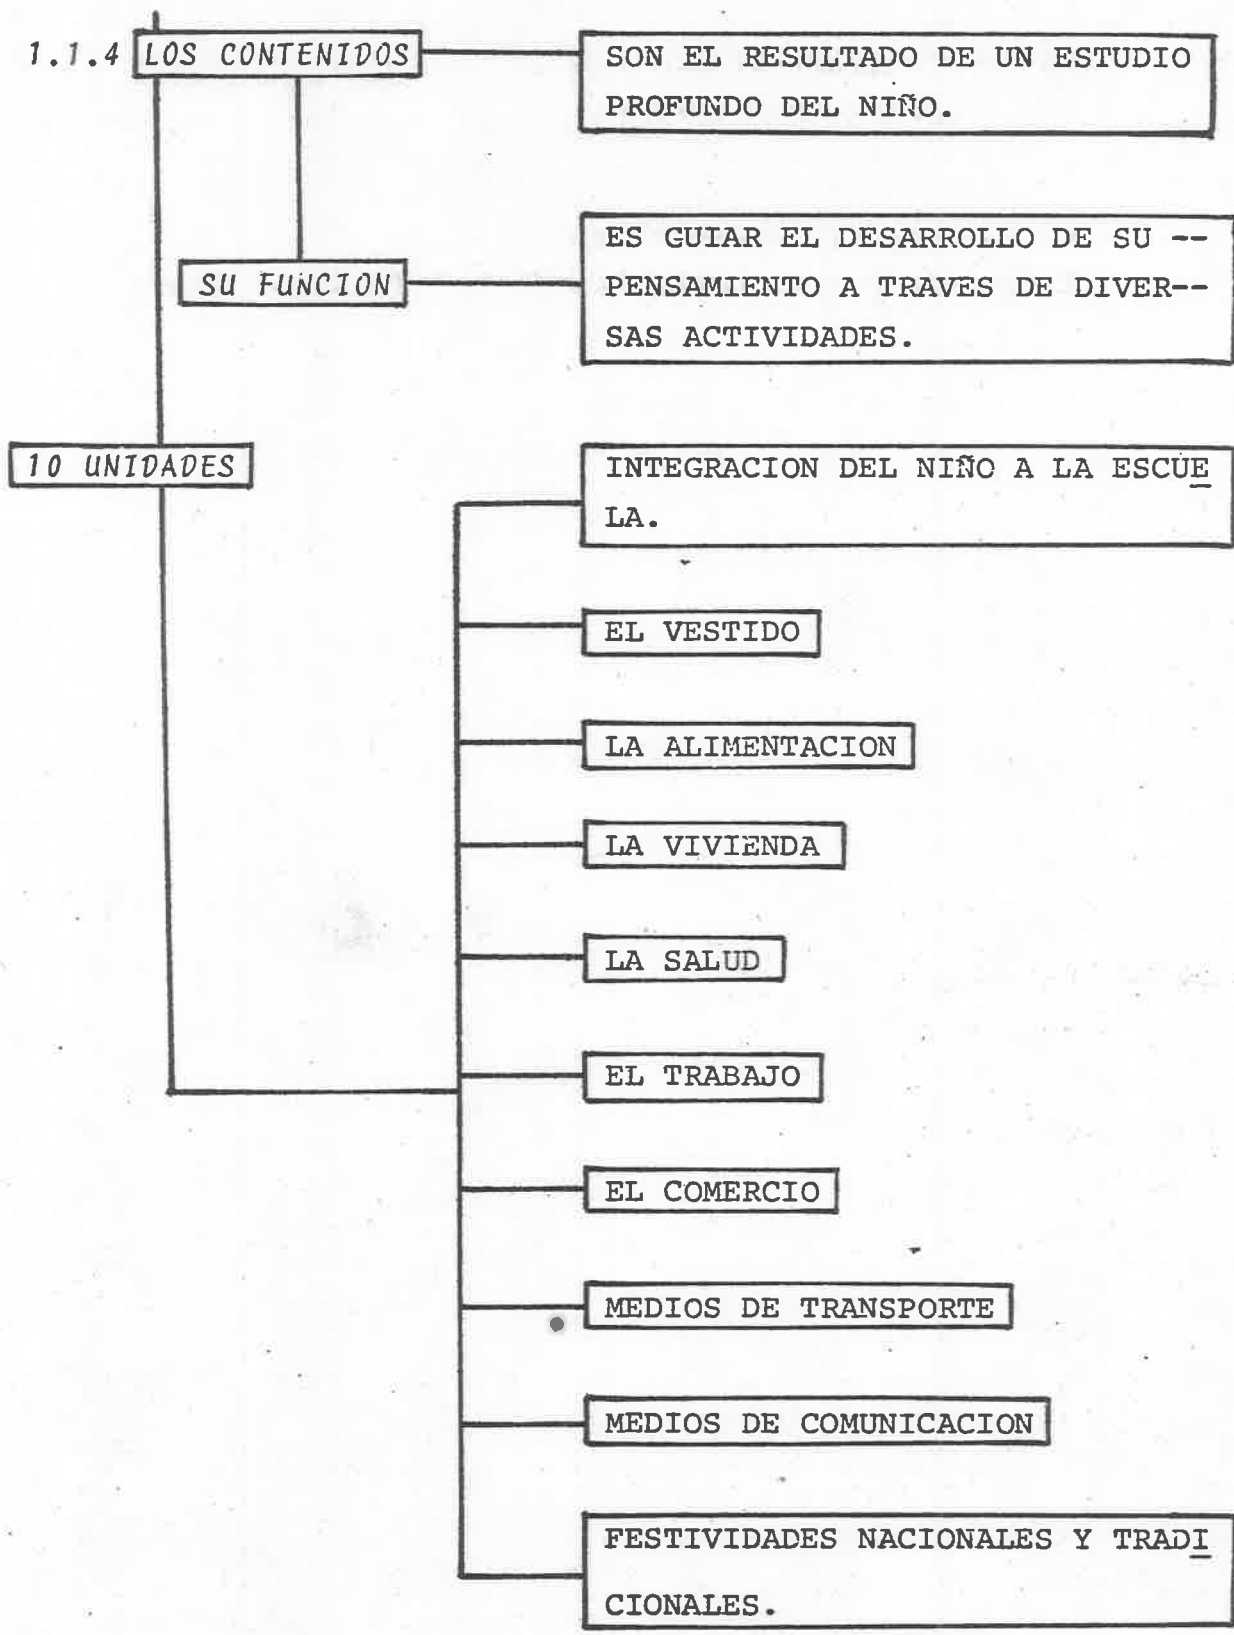 1.1.4 LOS CONTENIDOS
SON EL RESULTADO DE UN ESTUDIO
PROFUNDO DEL NIÑO.
SU FUNCION
ES GUIAR EL DESARROLLO DE SU --
PENSAMIENTO A TRAVES DE DIVER--
SAS ACTIVIDADES.
10 UNIDADES
INTEGRACION DEL NIÑO A LA ESCUE
LA.
EL VESTIDO
LA ALIMENTACION
LA VIVIENDA
LA SALUD
EL TRABAJO
EL COMERCIO
MEDIOS DE TRANSPORTE
MEDIOS DE COMUNICACION
FESTIVIDADES NACIONALES Y TRADI
CIONALES.